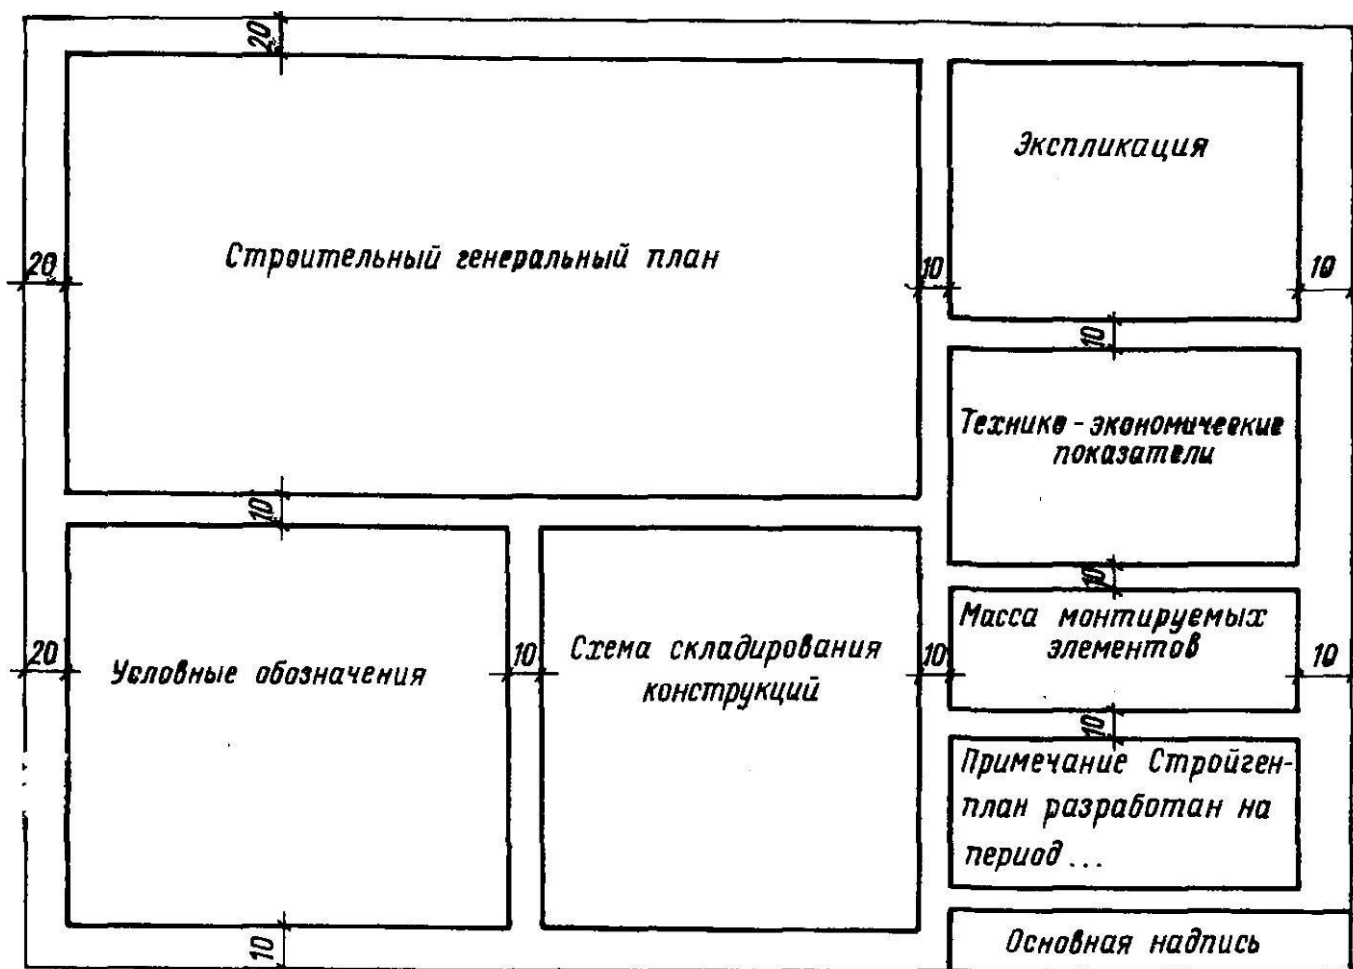 20
Строительный генеральный план
20
10
Экспликация
10
10
Технико-экономические
показатели
10
10
Масса монтируемых
элементов
20
Условные обозначения
10
Схема складирования
конструкций
10
10
10
Примечание Стройген-
план разработан на
период...
10
Основная надпись